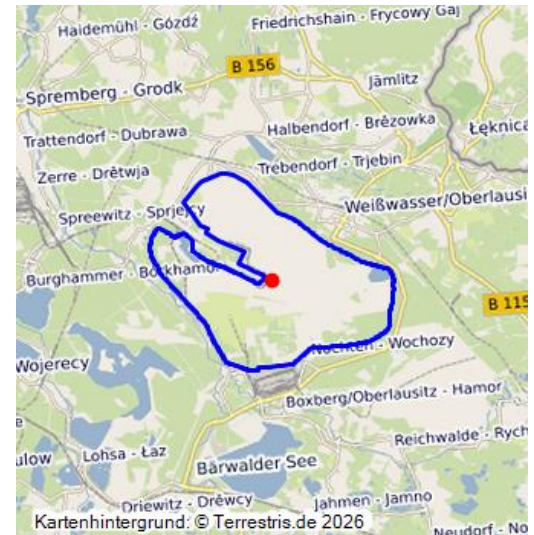 Haidemühl - Gózdź
Friedrichshain - Frycowy Gaj
B 156
Jämlitz
Spremberg - Grodk
Halbendorf - Brězowka
Łęknica
Trattendorf - Dubrawa
Trebendorf - Trjebin
Zerre - Drětwja
Weißwasser/Oberlausi
Spreewitz - Sprjejcy
Burghammer - Bórkhamor
B 115
Nochten - Wochozy
Wojerecy
Boxberg/Oberlausitz - Hamor
Reichwalde - Rych
ulow
Lohsa - Łaz
Bärwalder See
Driewitz - Drěwcy
Jahmen - Jamno
Kartenhintergrund: © Terrestris.de 2026
Neudorf - No